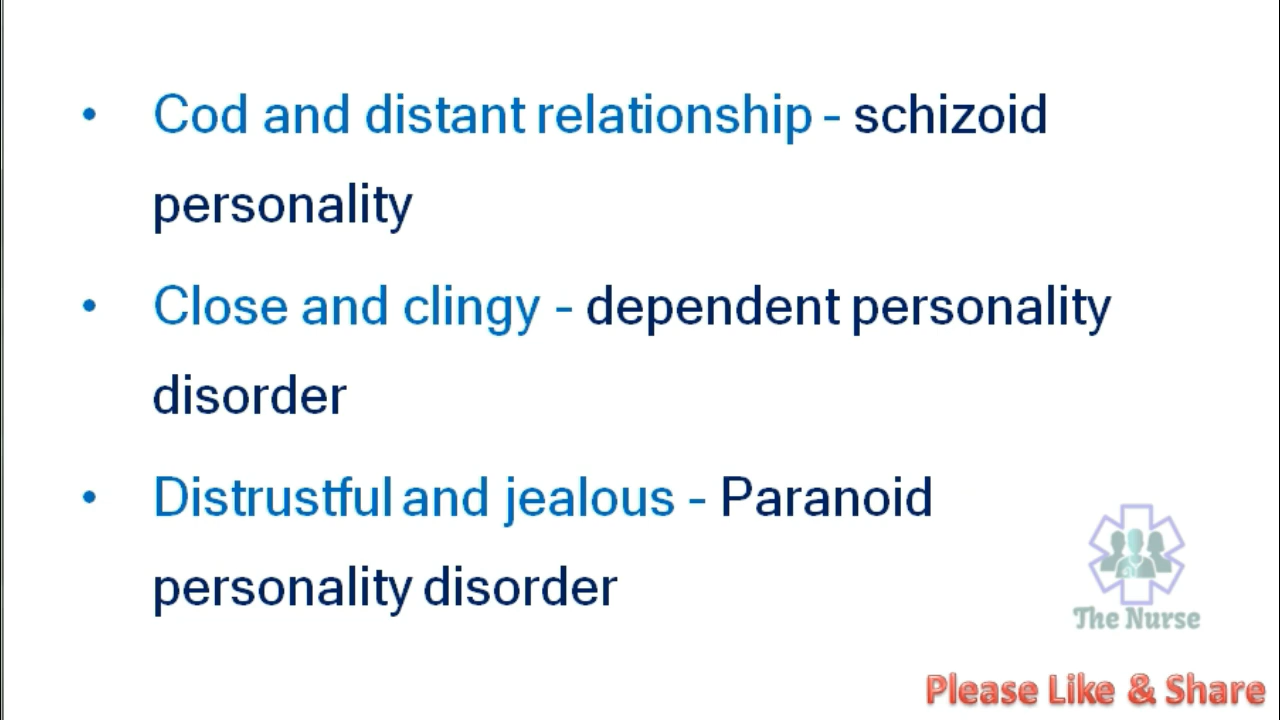 • Cod and distant relationship - schizoid
personality
• Close and clingy - dependent personality
disorder
• Distrustful and jealous - Paranoid
personality disorder
The Nurse
Please Like & Share